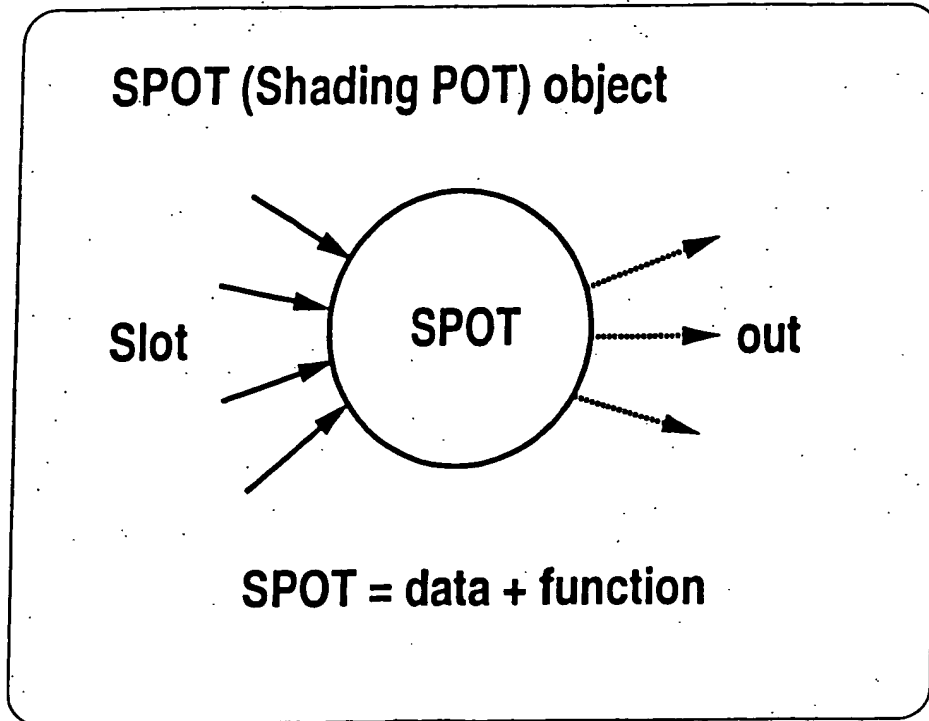 SPOT (Shading POT) object
Slot
SPOT
out
SPOT = data + function